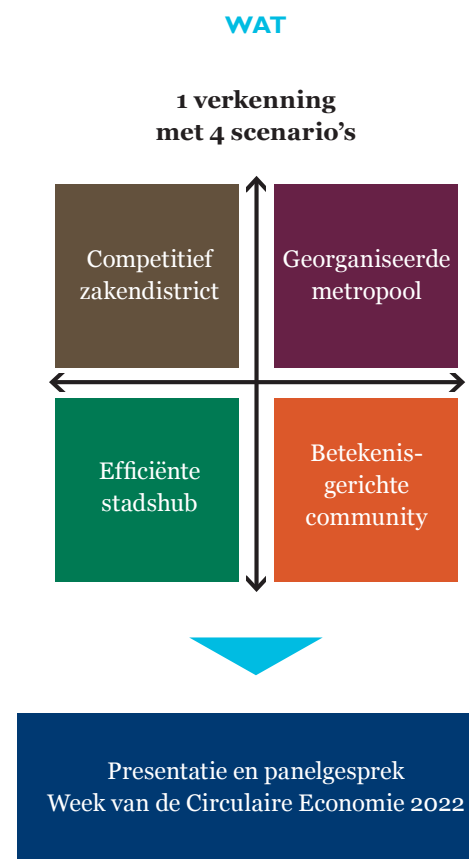 WAT
1 verkenning
met 4 scenario’s
Competitief
zakendistrict
Georganiseerde
metropool
Efficiënte
stadshub
Betekenis-
gerichte
community
Presentatie en panelgesprek
Week van de Circulaire Economie 2022